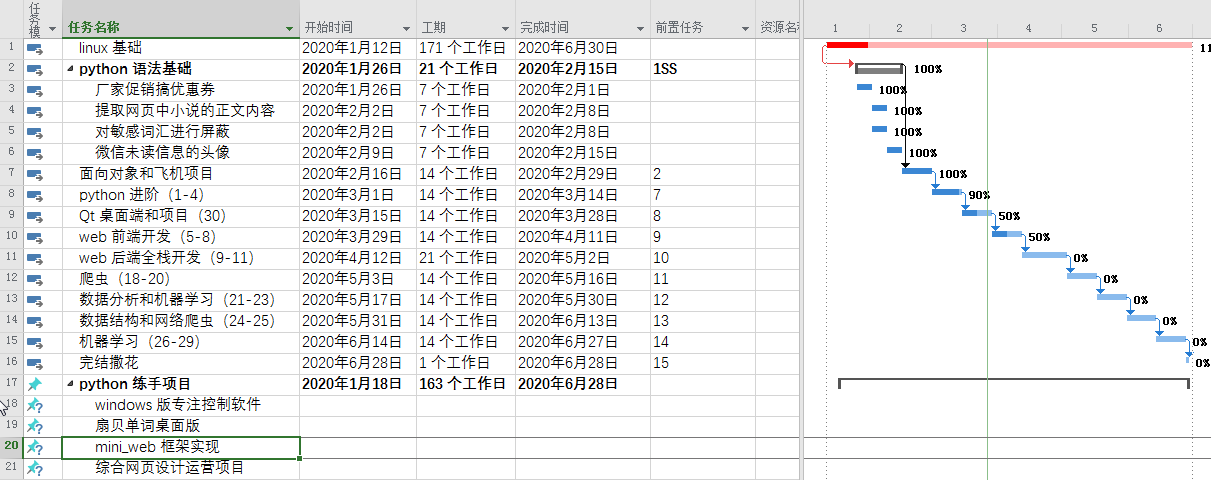 任务模 任务名称 开始时间 工期 完成时间 前置任务 资源名 1 2 3 4 5 6
1 linux 基础 2020年1月12日 171 个工作日 2020年6月30日 11
2 python 语法基础 2020年1月26日 21 个工作日 2020年2月15日 1SS 100%
3 厂家促销搞优惠券 2020年1月26日 7 个工作日 2020年2月1日 100%
4 提取网页中小说的正文内容 2020年2月2日 7 个工作日 2020年2月8日 100%
5 对敏感词汇进行屏蔽 2020年2月2日 7 个工作日 2020年2月8日 100%
6 微信未读信息的头像 2020年2月9日 7 个工作日 2020年2月15日 100%
7 面向对象和飞机项目 2020年2月16日 14 个工作日 2020年2月29日 2 100%
8 python 进阶（1-4） 2020年3月1日 14 个工作日 2020年3月14日 7 90%
9 Qt 桌面端和项目（30） 2020年3月15日 14 个工作日 2020年3月28日 8 50%
10 web 前端开发（5-8） 2020年3月29日 14 个工作日 2020年4月11日 9 50%
11 web 后端全栈开发（9-11） 2020年4月12日 21 个工作日 2020年5月2日 10 0%
12 爬虫（18-20） 2020年5月3日 14 个工作日 2020年5月16日 11 0%
13 数据分析和机器学习（21-23） 2020年5月17日 14 个工作日 2020年5月30日 12 0%
14 数据结构和网络爬虫（24-25） 2020年5月31日 14 个工作日 2020年6月13日 13 0%
15 机器学习（26-29） 2020年6月14日 14 个工作日 2020年6月27日 14 0%
16 完结撒花 2020年6月28日 1 个工作日 2020年6月28日 15 0%
17 python 练手项目 2020年1月18日 163 个工作日 2020年6月28日
18 windows 版专注控制软件
19 扇贝单词桌面版
20 mini_web 框架实现
21 综合网页设计运营项目